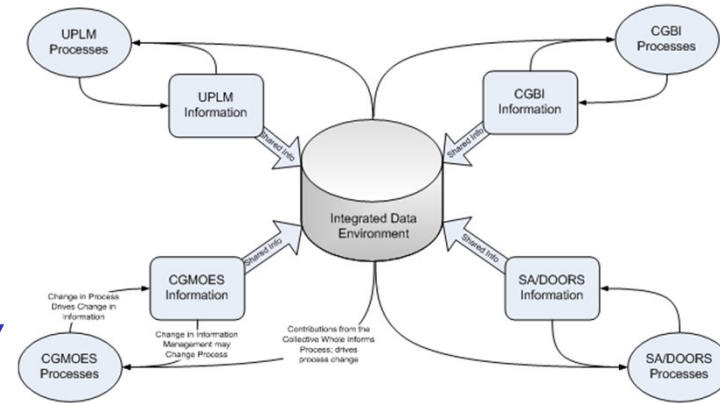 UPLM
Processes
CGBI
Processes
UPLM
Information
CGBI
Information
Shared Info
Shared Info
Integrated Data
Environment
Shared Info
Shared Info
CGMOES
Information
SA/DOORS
Information
Change in Process
Drives Change in
Information
Change in Information
Management may
Change Process
Contributions from the
Collective Whole informs
Process; drives
process change
CGMOES
Processes
SA/DOORS
Processes